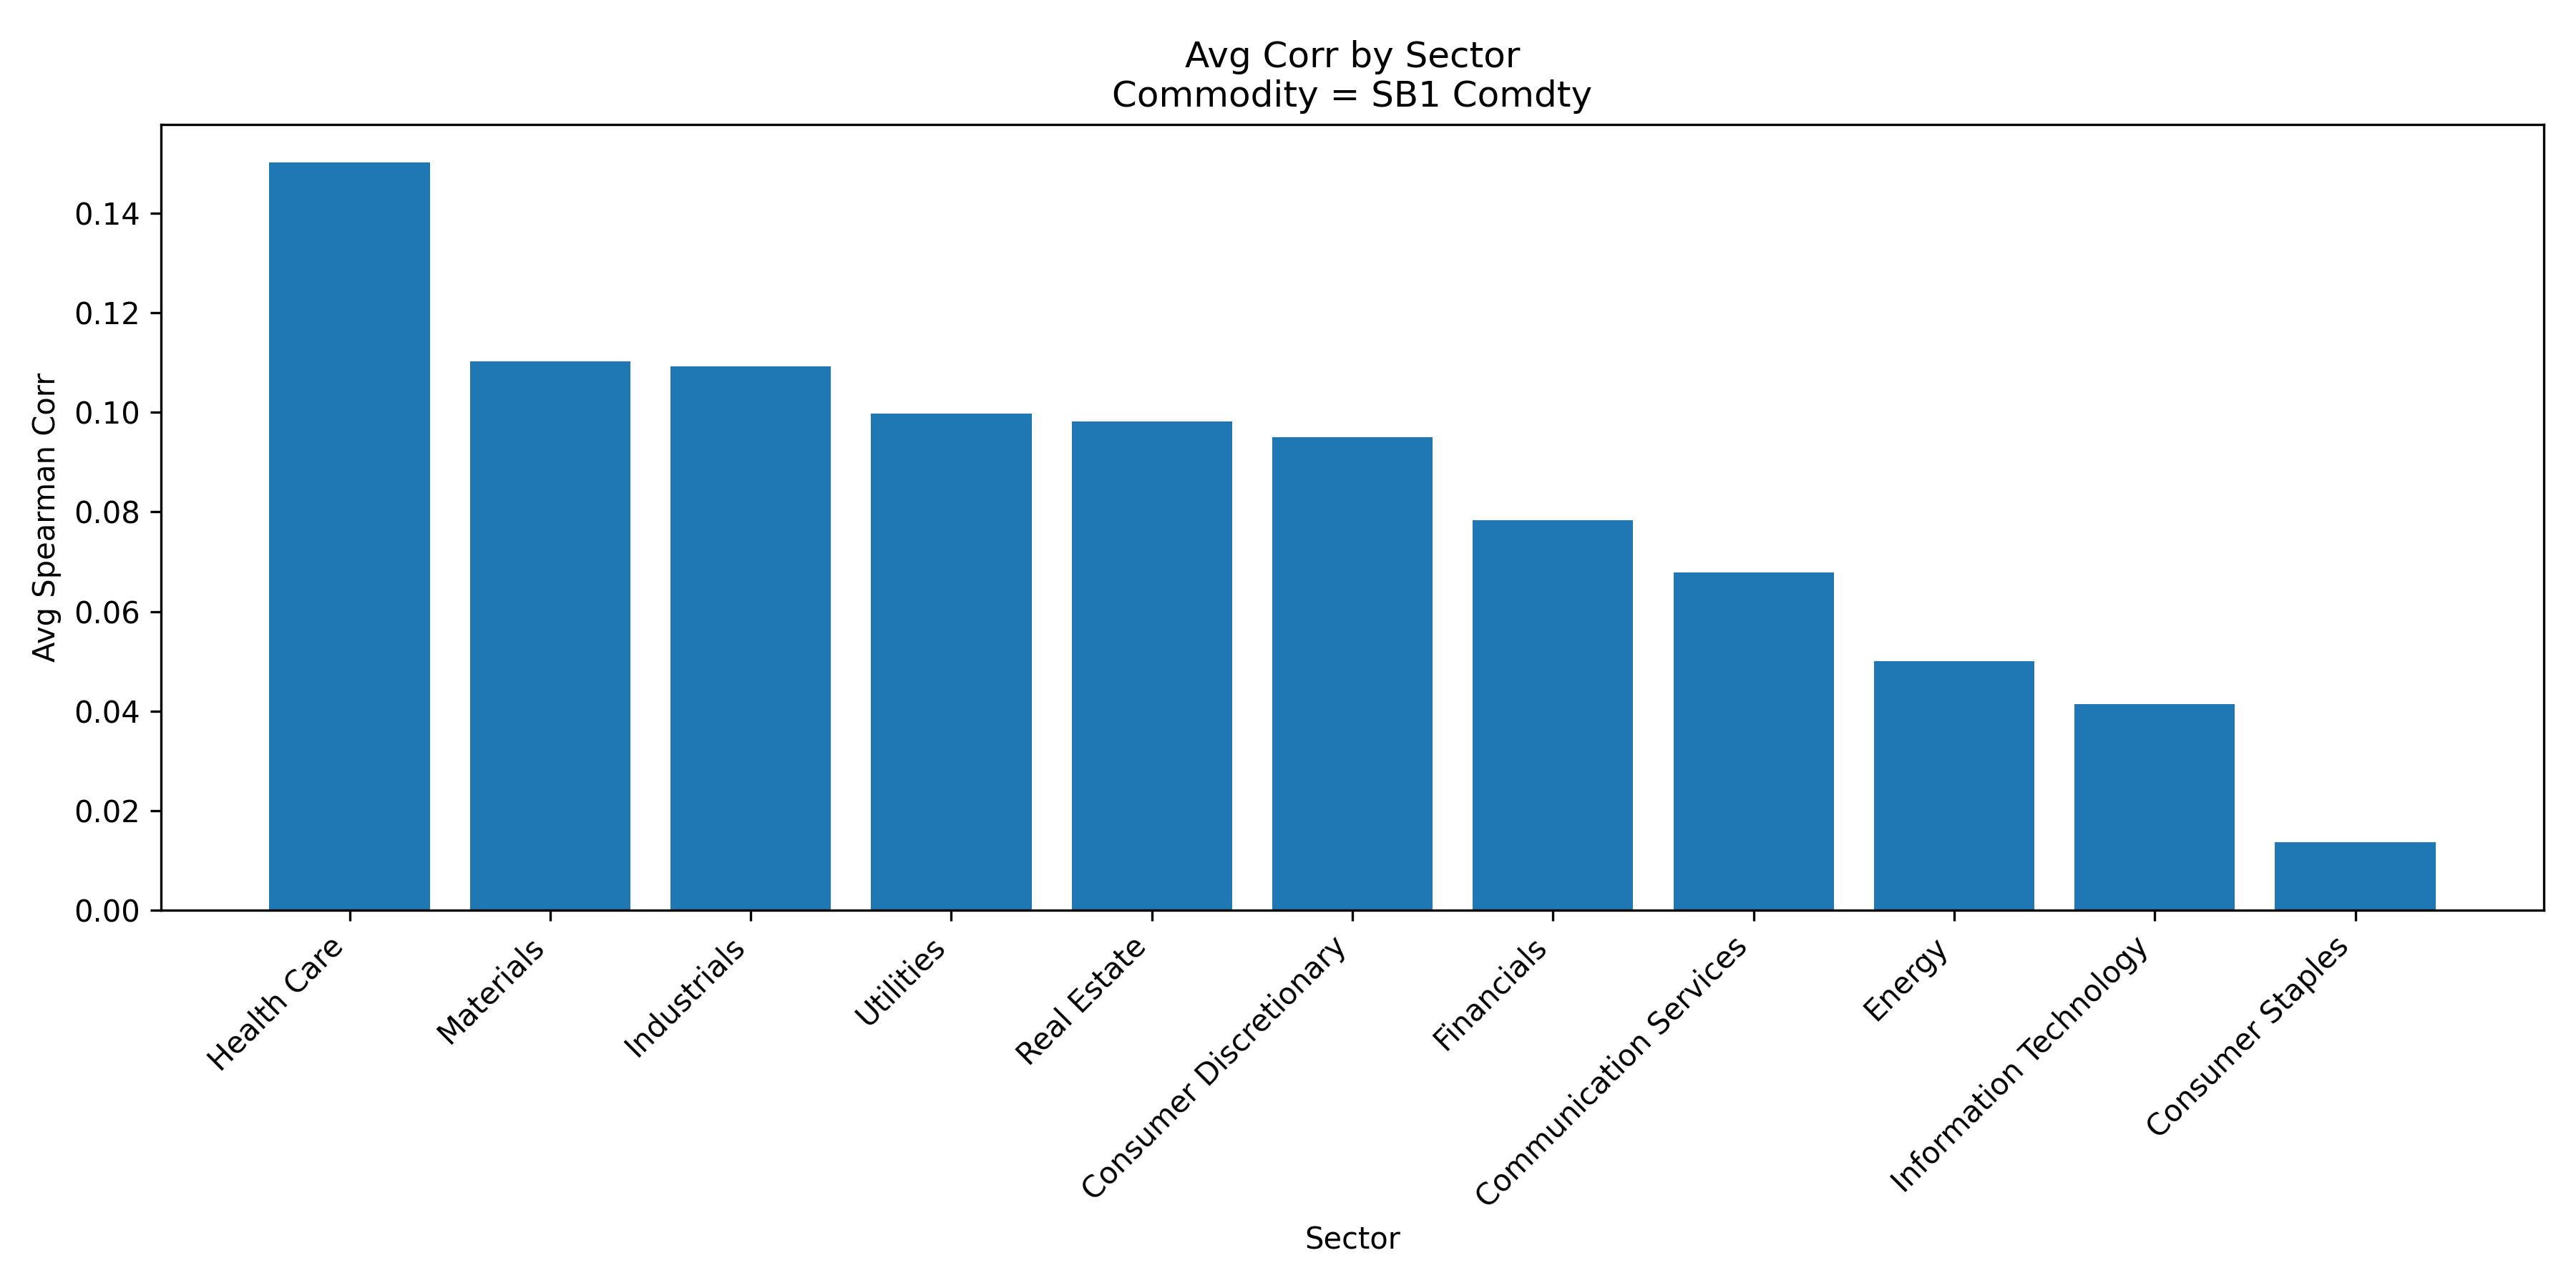 Avg Corr by Sector
Commodity = SB1 Comdty
Avg Spearman Corr
0.14
0.12
0.10
0.08
0.06
0.04
0.02
0.00
Health Care
Materials
Industrials
Utilities
Real Estate
Consumer Discretionary
Financials
Communication Services
Energy
Information Technology
Consumer Staples
Sector